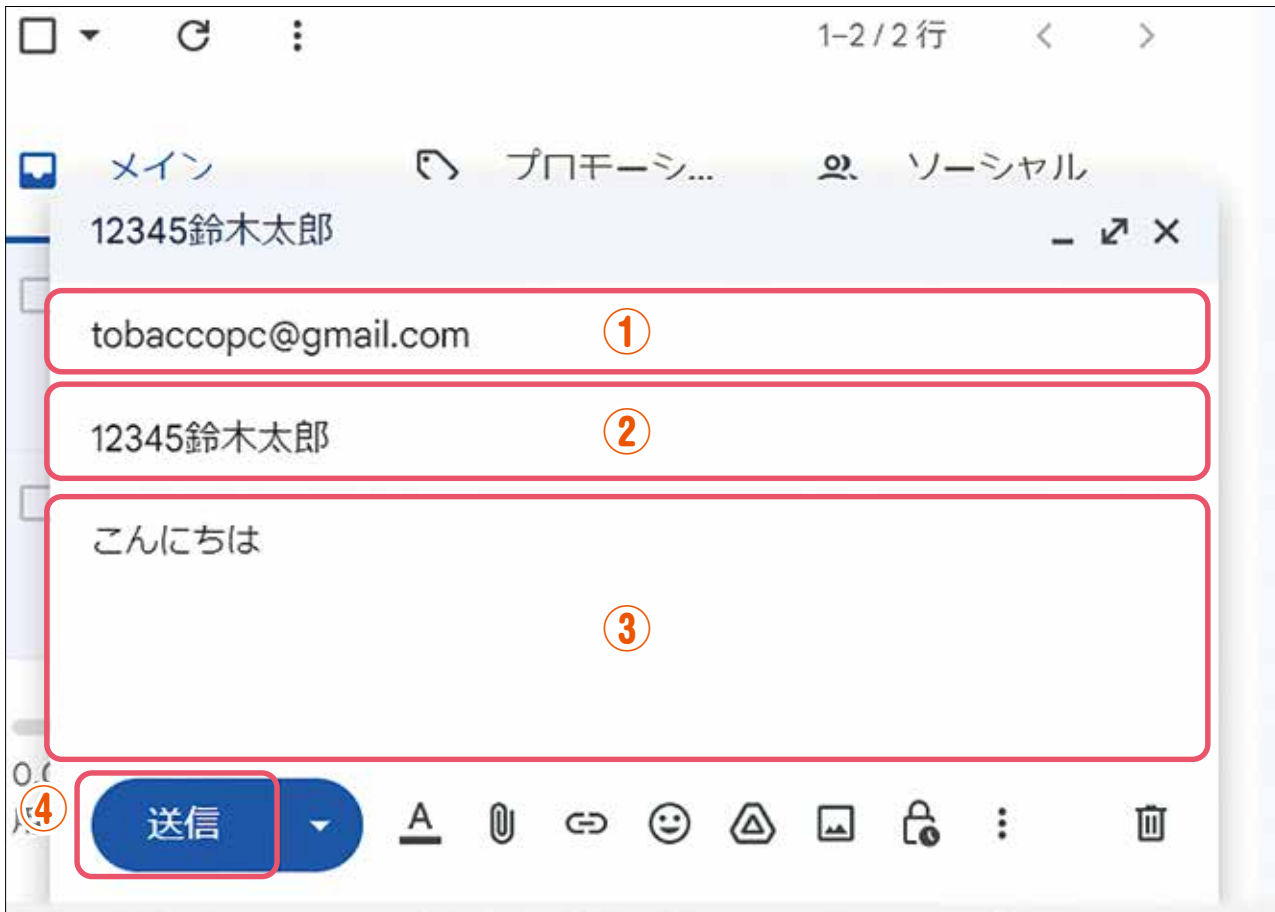 1–2 / 2 行
メイン
プロモーシ...
ソーシャル
12345鈴木太郎
tobaccopc@gmail.com ①
12345鈴木太郎 ②
こんにちは
③
④ 送信
A